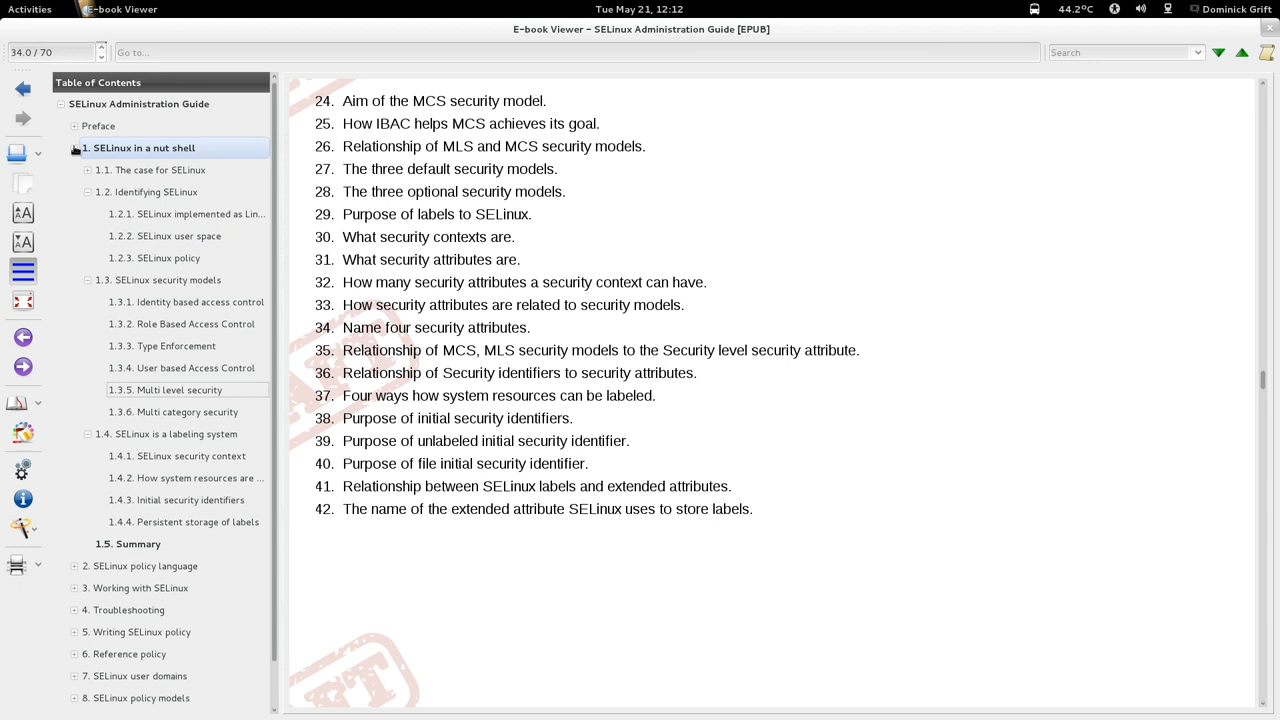 Activities E-book Viewer Tue May 21, 12:12 44.2°C Dominick Grift
E-book Viewer – SELinux Administration Guide [EPUB]
34.0 / 70 Go to... Search
Table of Contents
SELinux Administration Guide
Preface
1. SELinux in a nut shell
1.1. The case for SELinux
1.2. Identifying SELinux
1.2.1. SELinux implemented as Lin...
1.2.2. SELinux user space
1.2.3. SELinux policy
1.3. SELinux security models
1.3.1. Identity based access control
1.3.2. Role Based Access Control
1.3.3. Type Enforcement
1.3.4. User based Access Control
1.3.5. Multi level security
1.3.6. Multi category security
1.4. SELinux is a labeling system
1.4.1. SELinux security context
1.4.2. How system resources are ...
1.4.3. Initial security identifiers
1.4.4. Persistent storage of labels
1.5. Summary
2. SELinux policy language
3. Working with SELinux
4. Troubleshooting
5. Writing SELinux policy
6. Reference policy
7. SELinux user domains
8. SELinux policy models
24. Aim of the MCS security model.
25. How IBAC helps MCS achieves its goal.
26. Relationship of MLS and MCS security models.
27. The three default security models.
28. The three optional security models.
29. Purpose of labels to SELinux.
30. What security contexts are.
31. What security attributes are.
32. How many security attributes a security context can have.
33. How security attributes are related to security models.
34. Name four security attributes.
35. Relationship of MCS, MLS security models to the Security level security attribute.
36. Relationship of Security identifiers to security attributes.
37. Four ways how system resources can be labeled.
38. Purpose of initial security identifiers.
39. Purpose of unlabeled initial security identifier.
40. Purpose of file initial security identifier.
41. Relationship between SELinux labels and extended attributes.
42. The name of the extended attribute SELinux uses to store labels.